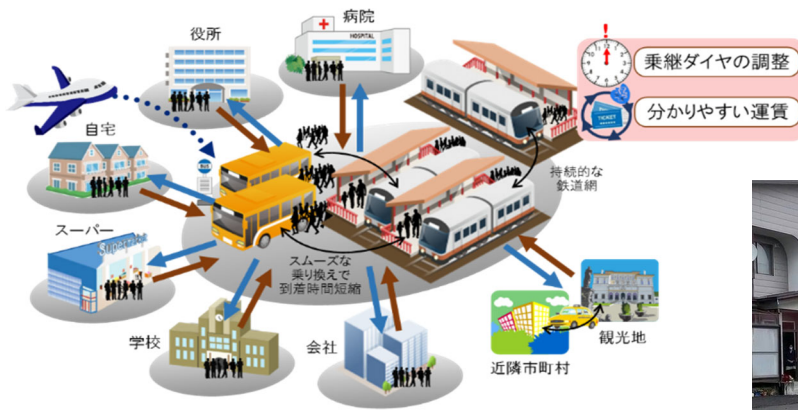 病院
HOSPITAL
役所
乗継ダイヤの調整
TICKET
分かりやすい運賃
自宅
持続的な
鉄道網
スーパー
Supermarket
スムーズな
乗り換えで
到着時間短縮
学校
会社
観光地
近隣市町村